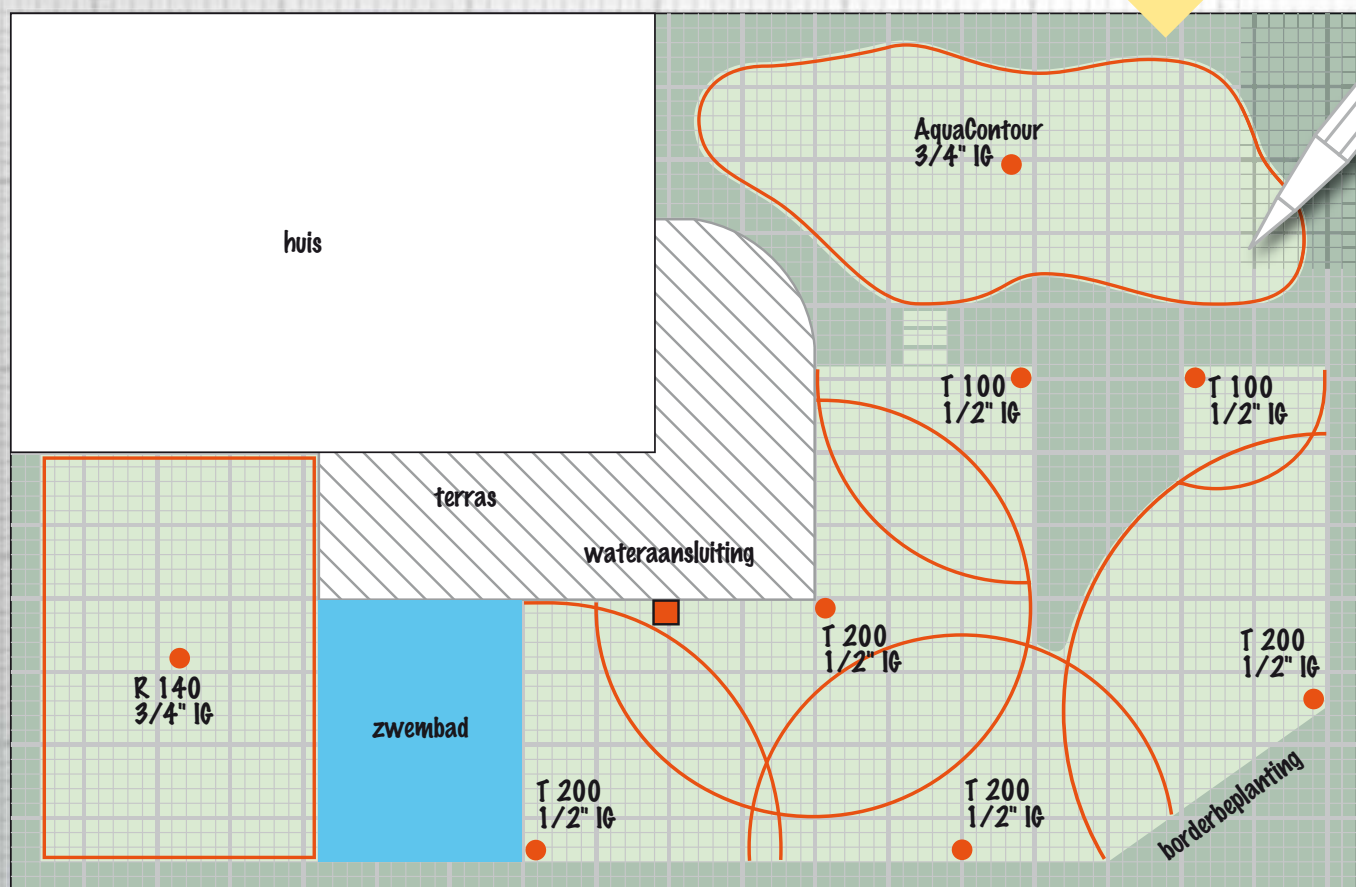 AquaContour
3/4" IG
huis
T 100
1/2" IG
T 100
1/2" IG
terras
wateraansluiting
T 200
1/2" IG
T 200
1/2" IG
R 140
3/4" IG
zwembad
T 200
1/2" IG
T 200
1/2" IG
borderbeplanting